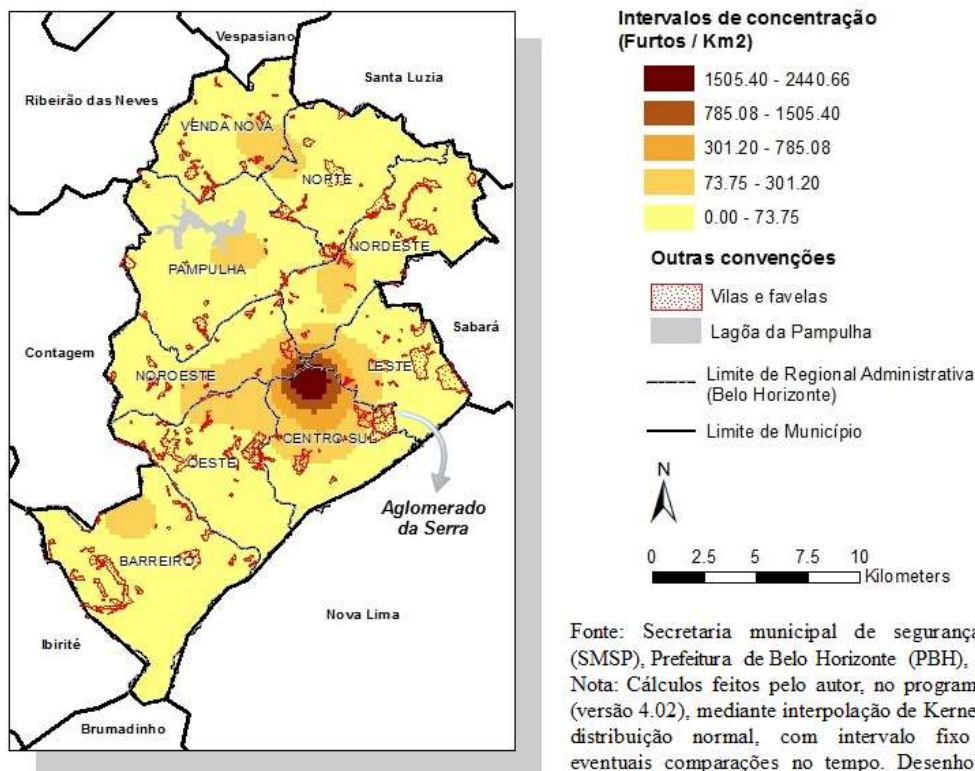 Vespasiano
Santa Luzia
Ribeirão das Neves
VENDA NOVA
NORTE
NORDESTE
PAMPULHA
Sabará
Contagem
NOROESTE
LESTE
CENTRO SUL
OESTE
Aglomerado
da Serra
BARREIRO
Nova Lima
Ibirité
Brumadinho
Intervalos de concentração
(Furtos / Km2)
1505.40 - 2440.66
785.08 - 1505.40
301.20 - 785.08
73.75 - 301.20
0.00 - 73.75
Outras convenções
Vilas e favelas
Lagõa da Pampulha
Limite de Regional Administrativa
(Belo Horizonte)
Limite de Município
N
0 2.5 5 7.5 10
Kilometers
Fonte: Secretaria municipal de segurança
(SMSP), Prefeitura de Belo Horizonte (PBH),
Nota: Cálculos feitos pelo autor, no program
(versão 4.02), mediante interpolação de Kerne
distribuição normal, com intervalo fixo
eventuais comparações no tempo. Desenho